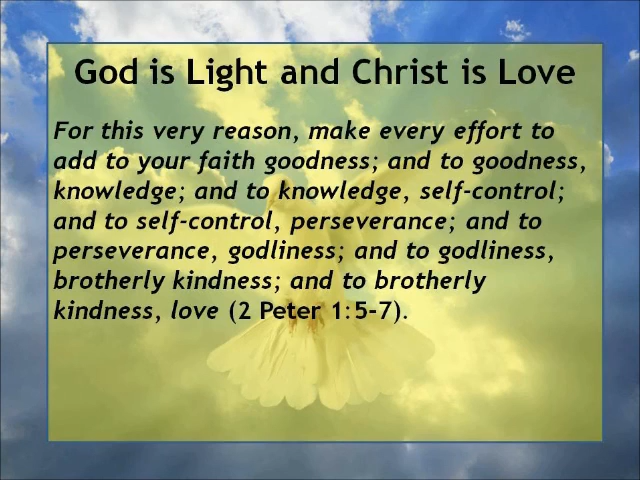 God is Light and Christ is Love
For this very reason, make every effort to
add to your faith goodness; and to goodness,
knowledge; and to knowledge, self-control;
and to self-control, perseverance; and to
perseverance, godliness; and to godliness,
brotherly kindness; and to brotherly
kindness, love (2 Peter 1:5-7).